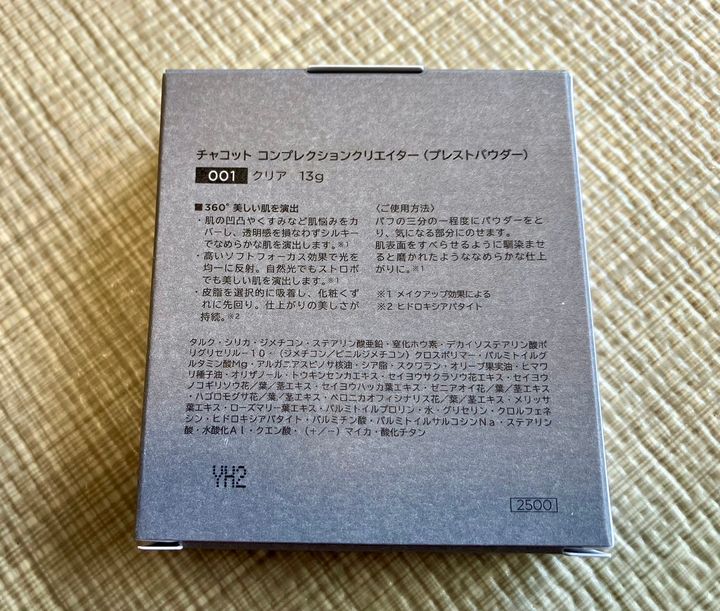 チャコット コンプレクションクリエイター（プレストパウダー）
001 クリア 13g
■360°美しい肌を演出
・肌の凹凸やくすみなど肌悩みをカ
バーし、透明感を損なわずシルキー
でなめらかな肌を演出します。※1
・高いソフトフォーカス効果で光を
均一に反射。自然光でもストロボ
でも美しい肌を演出します。※1
・皮脂を選択的に吸着し、化粧くず
れに先回り。仕上がりの美しさが
持続。※2
〈ご使用方法〉
パフの三分の一程度にパウダーをと
り、気になる部分にのせます。
肌表面をすべらせるように馴染ませ
ると磨かれたようななめらかな仕上
がりに。※1
※1 メイクアップ効果による
※2 ヒドロキシアパタイト
タルク・シリカ・ジメチコン・ステアリン酸亜鉛・窒化ホウ素・デカイソステアリン酸ポ
リグリセリル－10・（ジメチコン／ビニルジメチコン）クロスポリマー・パルミトイルグ
ルタミン酸Mg・アルガニアスピノサ核油・シア脂・スクワラン・オリーブ果実油・ヒマワ
リ種子油・オリザノール・トウキンセンカエキス・セイヨウサクラソウ花エキス・セイヨウ
ノコギリソウ花／葉／茎エキス・セイヨウハッカ葉エキス・ゼニアオイ花／葉／茎エキス
・ハゴロモグサ花／葉／茎エキス・ベロニカオフィシナリス花／葉／茎エキス・メリッサ
葉エキス・ローズマリー葉エキス・パルミトイルプロリン・水・グリセリン・クロルフェネ
シン・ヒドロキシアパタイト・パルミチン酸・パルミトイルサルコシンNa・ステアリン
酸・水酸化Al・クエン酸・（＋／－）マイカ・酸化チタン
YH2
2500